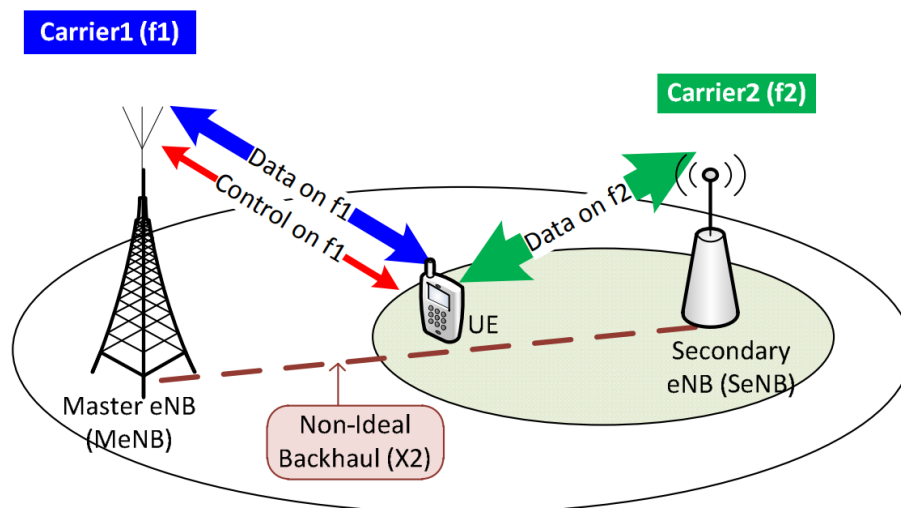 Carrier1 (f1)
Carrier2 (f2)
Data on f1
Control on f1
Data on f2
UE
Secondary
eNB (SeNB)
Master eNB
(MeNB)
Non-Ideal
Backhaul (X2)